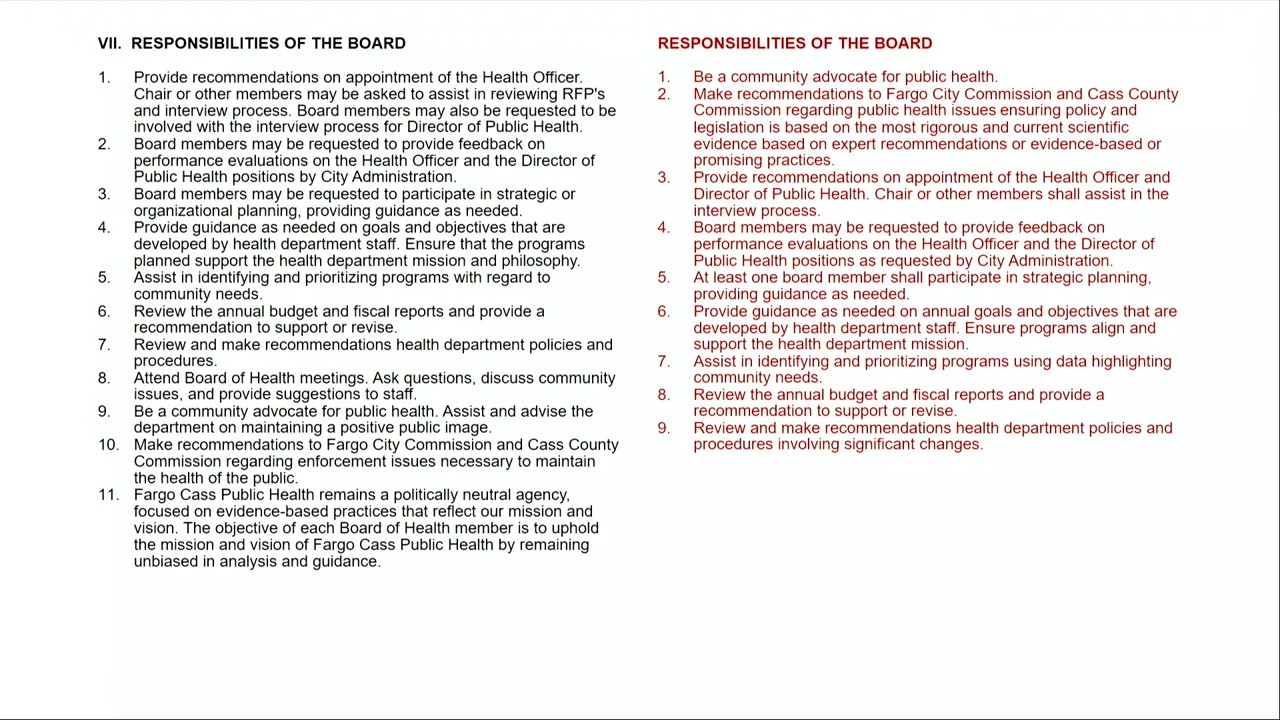 VII. RESPONSIBILITIES OF THE BOARD
1. Provide recommendations on appointment of the Health Officer.
Chair or other members may be asked to assist in reviewing RFP's
and interview process. Board members may also be requested to be
involved with the interview process for Director of Public Health.
2. Board members may be requested to provide feedback on
performance evaluations on the Health Officer and the Director of
Public Health positions by City Administration.
3. Board members may be requested to participate in strategic or
organizational planning, providing guidance as needed.
4. Provide guidance as needed on goals and objectives that are
developed by health department staff. Ensure that the programs
planned support the health department mission and philosophy.
5. Assist in identifying and prioritizing programs with regard to
community needs.
6. Review the annual budget and fiscal reports and provide a
recommendation to support or revise.
7. Review and make recommendations health department policies and
procedures.
8. Attend Board of Health meetings. Ask questions, discuss community
issues, and provide suggestions to staff.
9. Be a community advocate for public health. Assist and advise the
department on maintaining a positive public image.
10. Make recommendations to Fargo City Commission and Cass County
Commission regarding enforcement issues necessary to maintain
the health of the public.
11. Fargo Cass Public Health remains a politically neutral agency,
focused on evidence-based practices that reflect our mission and
vision. The objective of each Board of Health member is to uphold
the mission and vision of Fargo Cass Public Health by remaining
unbiased in analysis and guidance.
RESPONSIBILITIES OF THE BOARD
1. Be a community advocate for public health.
2. Make recommendations to Fargo City Commission and Cass County
Commission regarding public health issues ensuring policy and
legislation is based on the most rigorous and current scientific
evidence based on expert recommendations or evidence-based or
promising practices.
3. Provide recommendations on appointment of the Health Officer and
Director of Public Health. Chair or other members shall assist in the
interview process.
4. Board members may be requested to provide feedback on
performance evaluations on the Health Officer and the Director of
Public Health positions as requested by City Administration.
5. At least one board member shall participate in strategic planning,
providing guidance as needed.
6. Provide guidance as needed on annual goals and objectives that are
developed by health department staff. Ensure programs align and
support the health department mission.
7. Assist in identifying and prioritizing programs using data highlighting
community needs.
8. Review the annual budget and fiscal reports and provide a
recommendation to support or revise.
9. Review and make recommendations health department policies and
procedures involving significant changes.